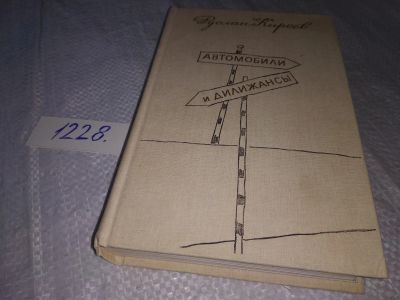 Руслан Киреев
АВТОМОБИЛИ
И ДИЛИЖАНСЫ
1228.